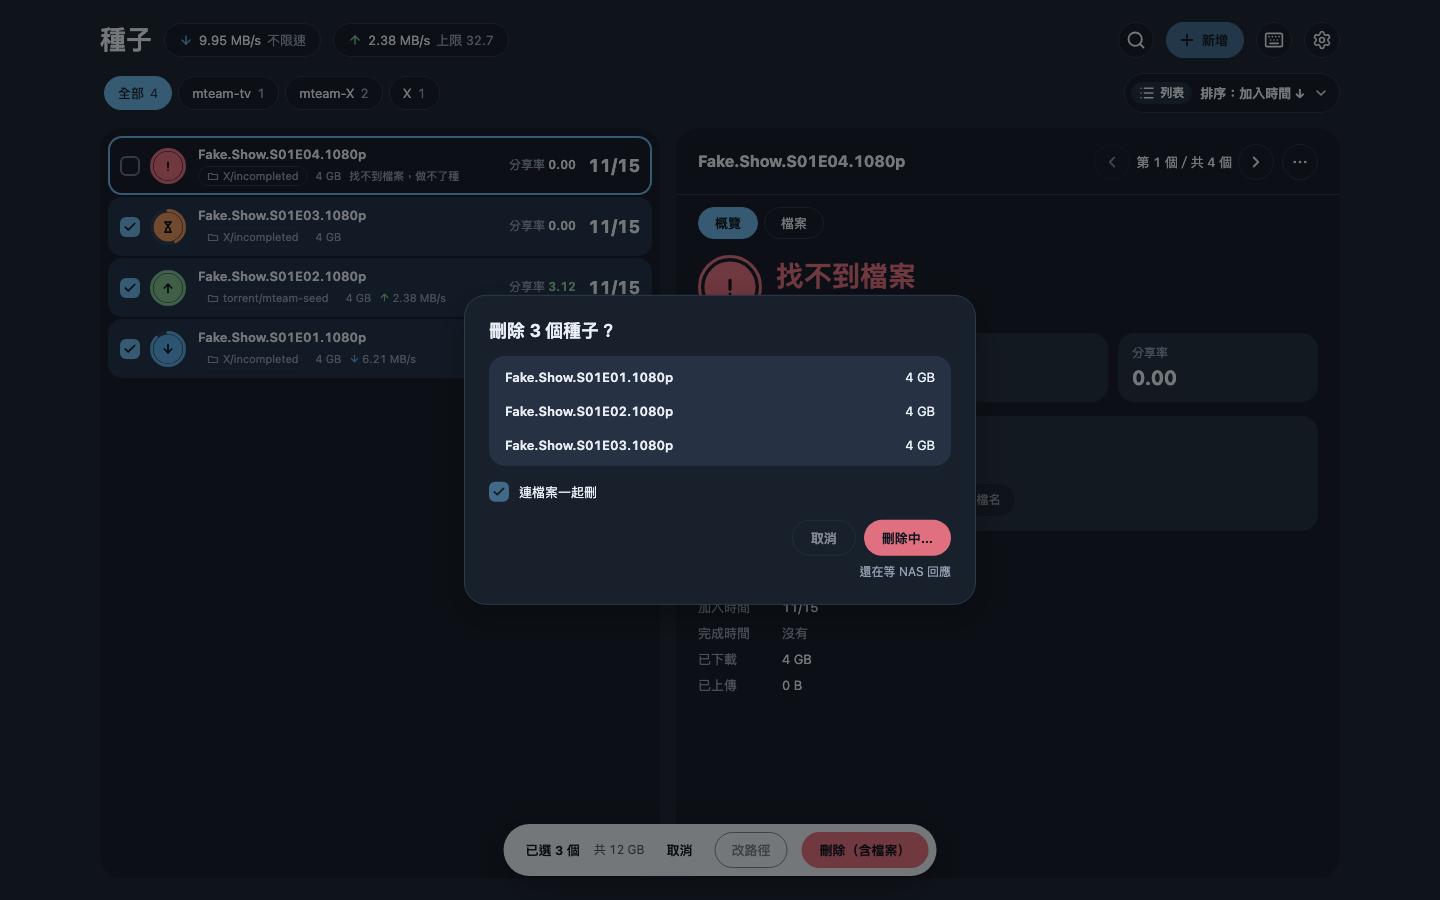 種子
9.95 MB/s 不限速
2.38 MB/s 上限 32.7
新增
全部 4
mteam-tv 1
mteam-X 2
X 1
列表
排序：加入時間
Fake.Show.S01E04.1080p
X/incompleted 4 GB 找不到檔案，做不了種
分享率 0.00
11/15
Fake.Show.S01E03.1080p
X/incompleted 4 GB
分享率 0.00
11/15
Fake.Show.S01E02.1080p
torrent/mteam-seed 4 GB 2.38 MB/s
分享率 3.12
11/15
Fake.Show.S01E01.1080p
X/incompleted 4 GB 6.21 MB/s
Fake.Show.S01E04.1080p
第 1 個 / 共 4 個
概覽
檔案
找不到檔案
分享率
0.00
檔名
加入時間 11/15
完成時間 沒有
已下載 4 GB
已上傳 0 B
刪除 3 個種子？
Fake.Show.S01E01.1080p 4 GB
Fake.Show.S01E02.1080p 4 GB
Fake.Show.S01E03.1080p 4 GB
連檔案一起刪
取消
刪除中…
還在等 NAS 回應
已選 3 個 共 12 GB 取消 改路徑 刪除（含檔案）